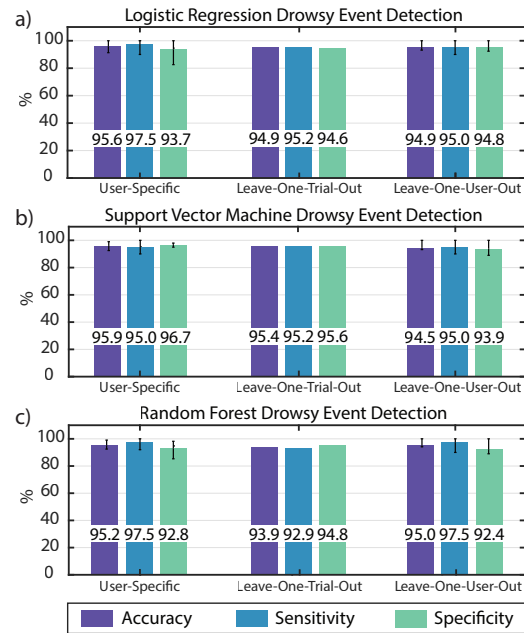 a)
Logistic Regression Drowsy Event Detection
100
80
60
40
20
0
%
95.6 97.5 93.7 94.9 95.2 94.6 94.9 95.0 94.8
User-Specific Leave-One-Trial-Out Leave-One-User-Out
b)
Support Vector Machine Drowsy Event Detection
100
80
60
40
20
0
%
95.9 95.0 96.7 95.4 95.2 95.6 94.5 95.0 93.9
User-Specific Leave-One-Trial-Out Leave-One-User-Out
c)
Random Forest Drowsy Event Detection
100
80
60
40
20
0
%
95.2 97.5 92.8 93.9 92.9 94.8 95.0 97.5 92.4
User-Specific Leave-One-Trial-Out Leave-One-User-Out
Accuracy Sensitivity Specificity